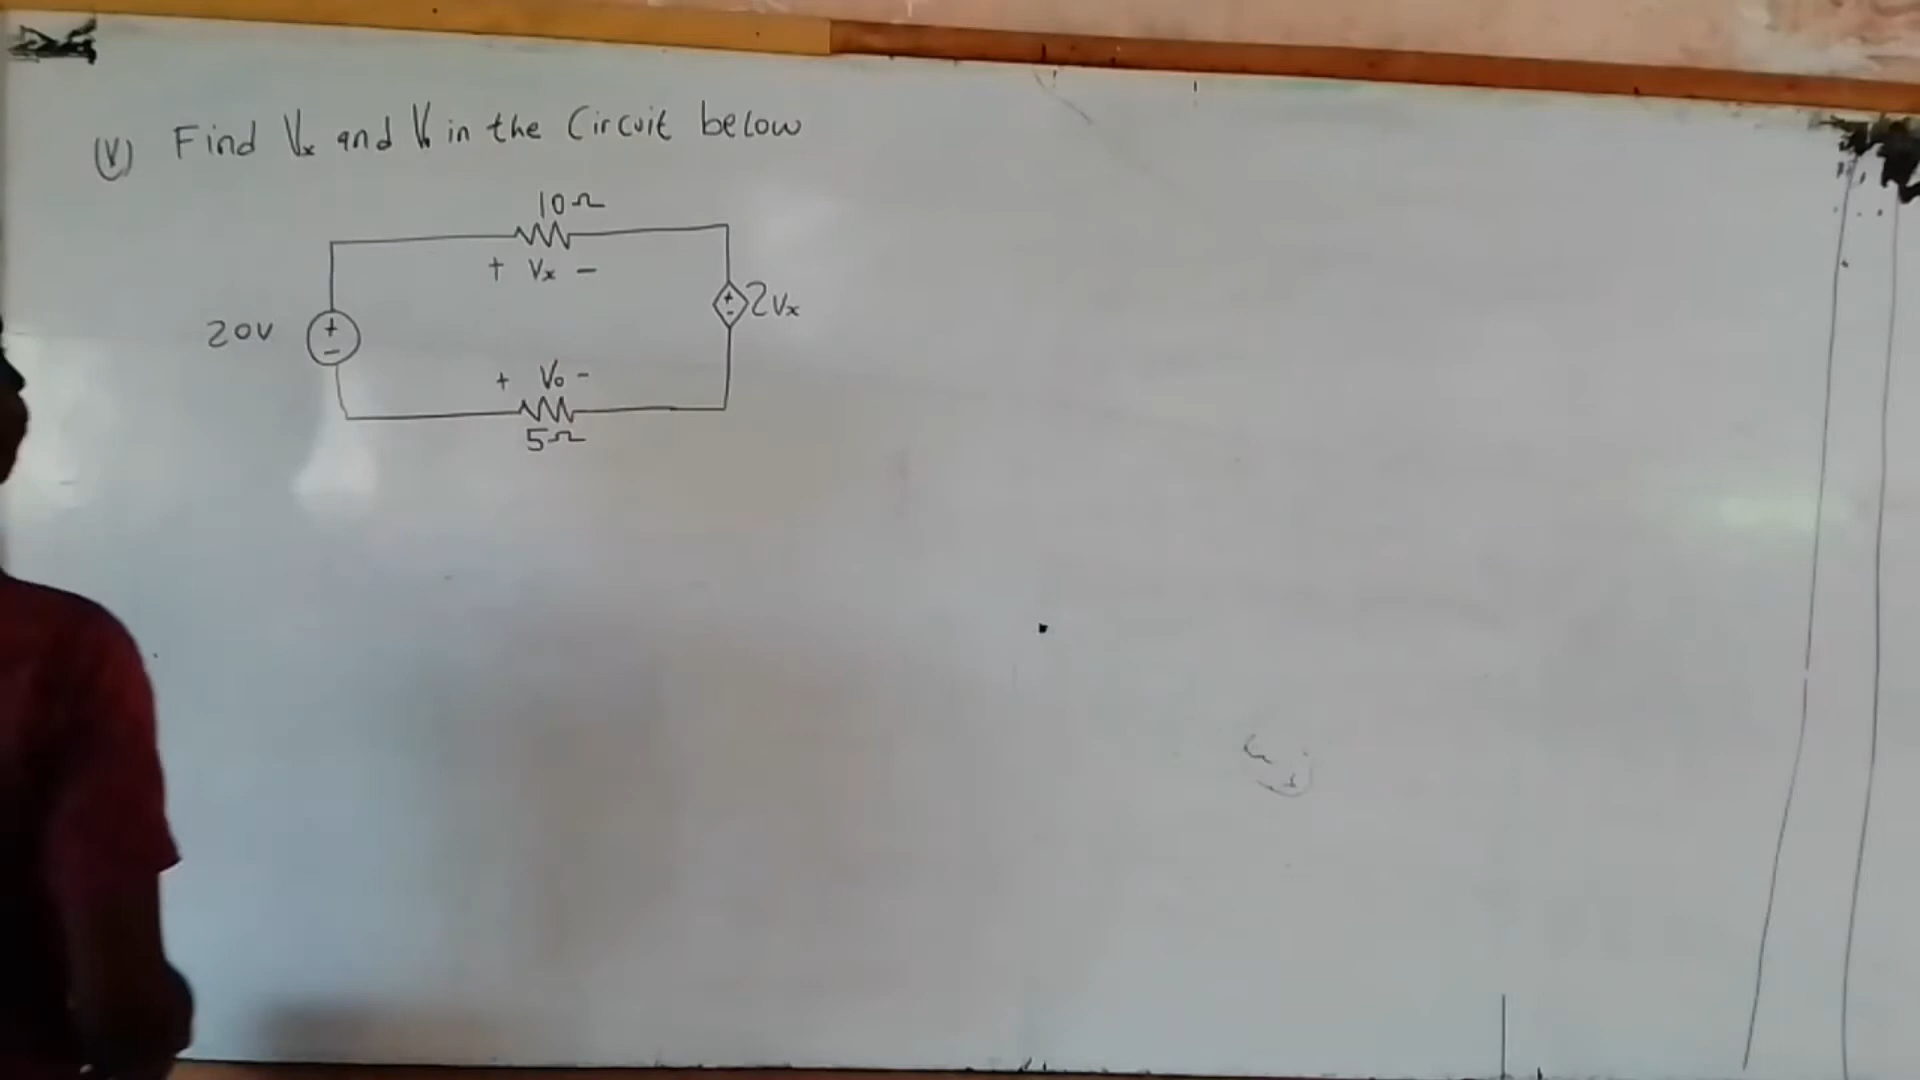 (V) Find Vx and Vo in the Circuit below
10Ω
+ Vx -
+
-
2Vx
20V
+
-
+ Vo -
5Ω